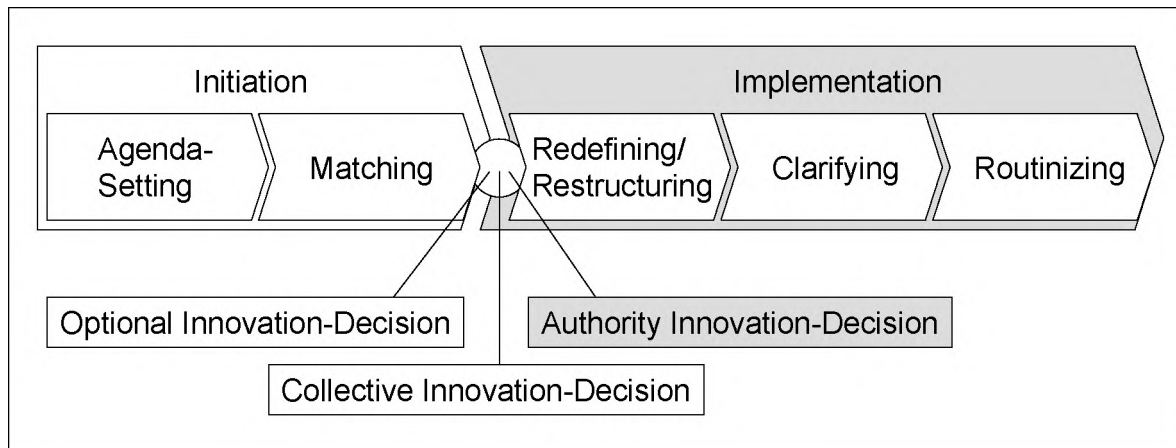 Initiation
Implementation
Agenda-
Setting
Matching
Redefining/
Restructuring
Clarifying
Routinizing
Optional Innovation-Decision
Authority Innovation-Decision
Collective Innovation-Decision